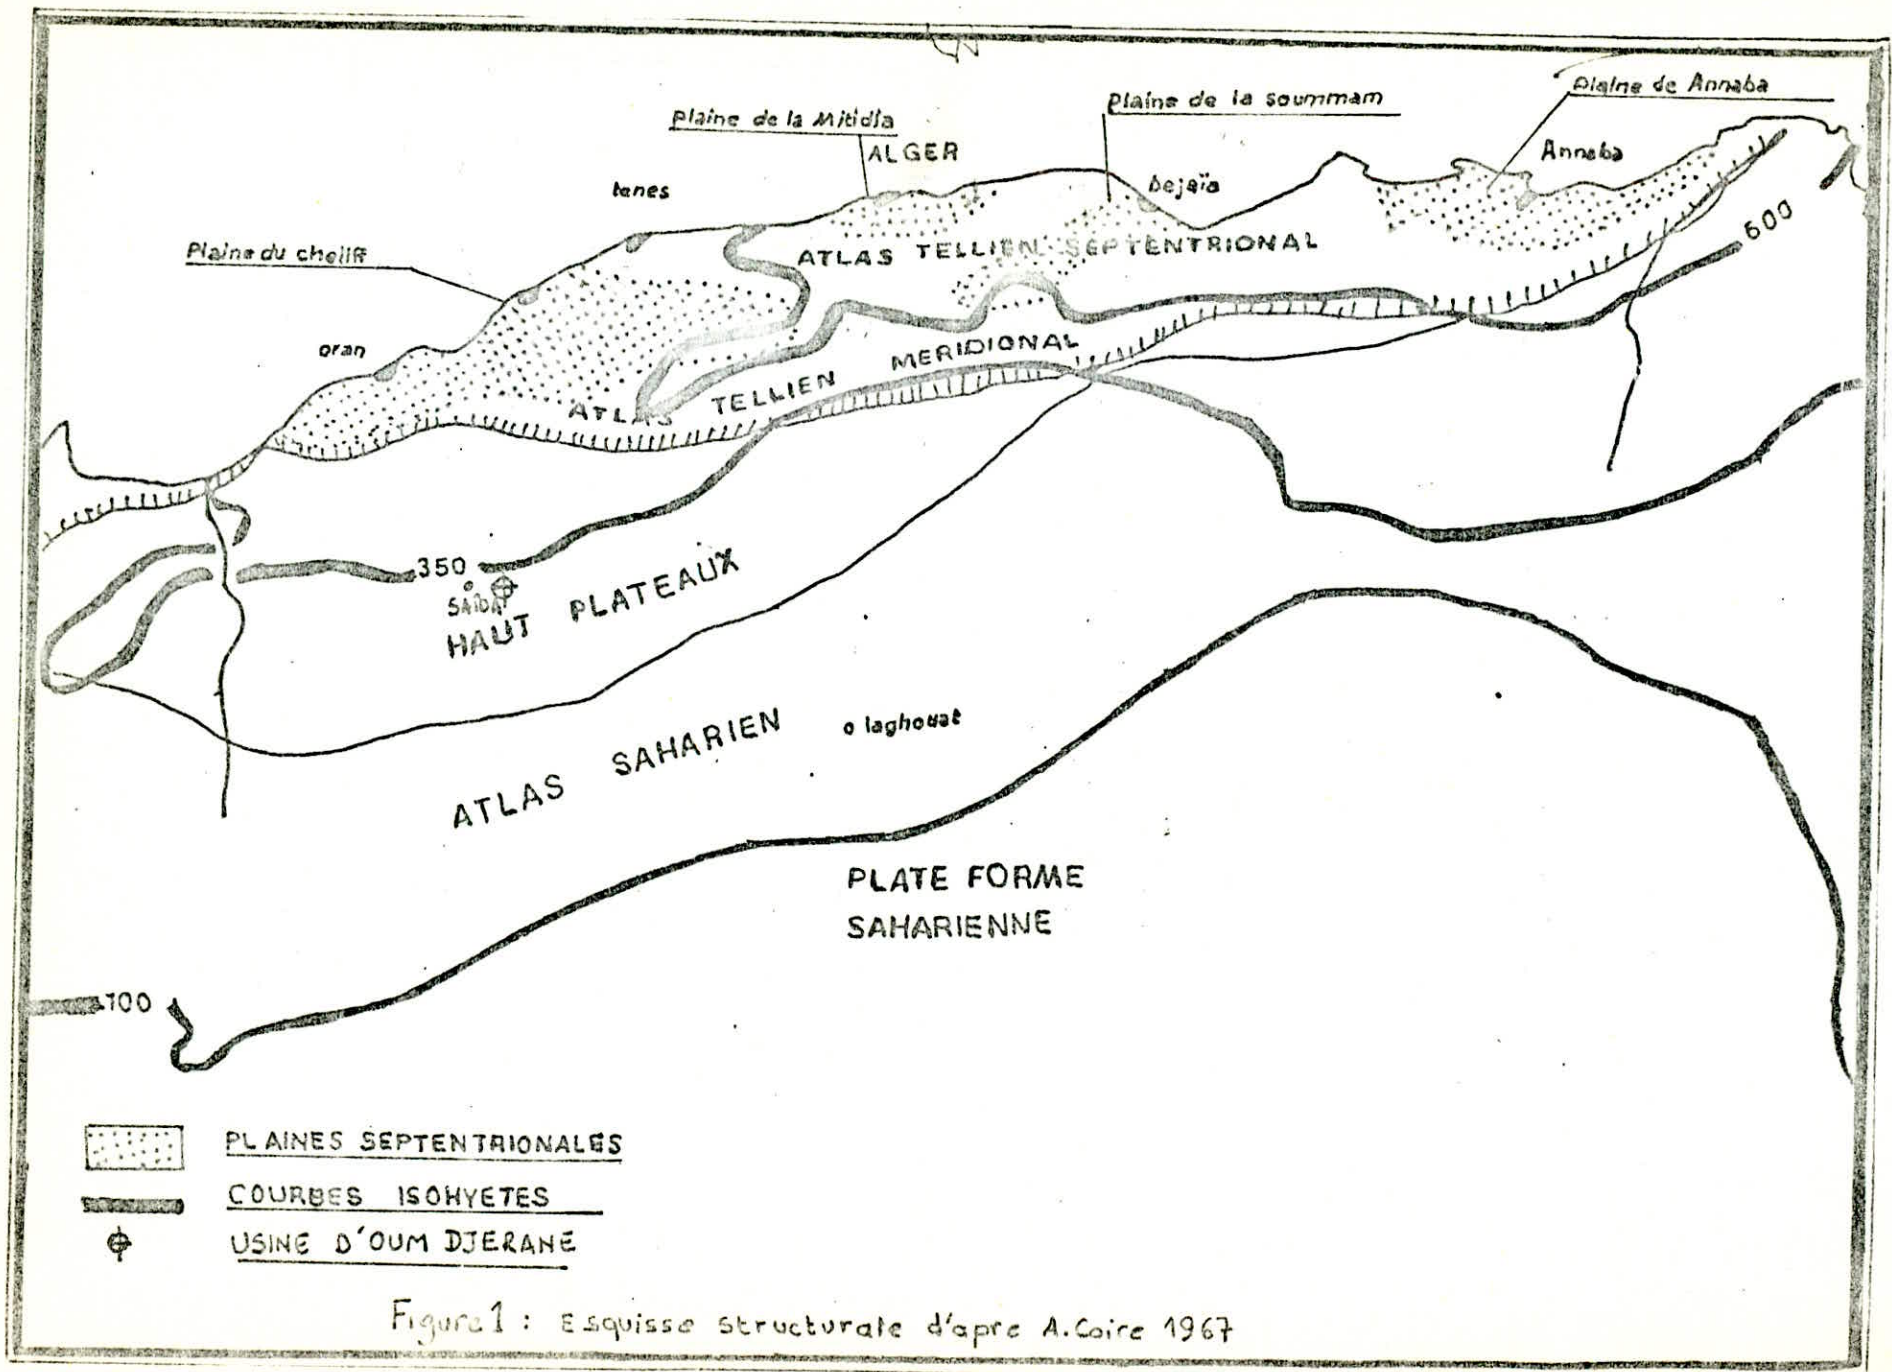 N
Plaine de Annaba
Plaine de la soummam
Plaine de la Mitidja
ALGER
Annaba
tenes
bejaïa
600
Plaine du cheliff
ATLAS TELLIEN SEPTENTRIONAL
oran
ATLAS TELLIEN MERIDIONAL
350
SAIDA
HAUT PLATEAUX
ATLAS SAHARIEN
laghouat
PLATE FORME
SAHARIENNE
100
PLAINES SEPTENTRIONALES
COURBES ISOHYETES
USINE D'OUM DJERANE
Figure 1 : Esquisse structurale d'apre A. Caire 1967